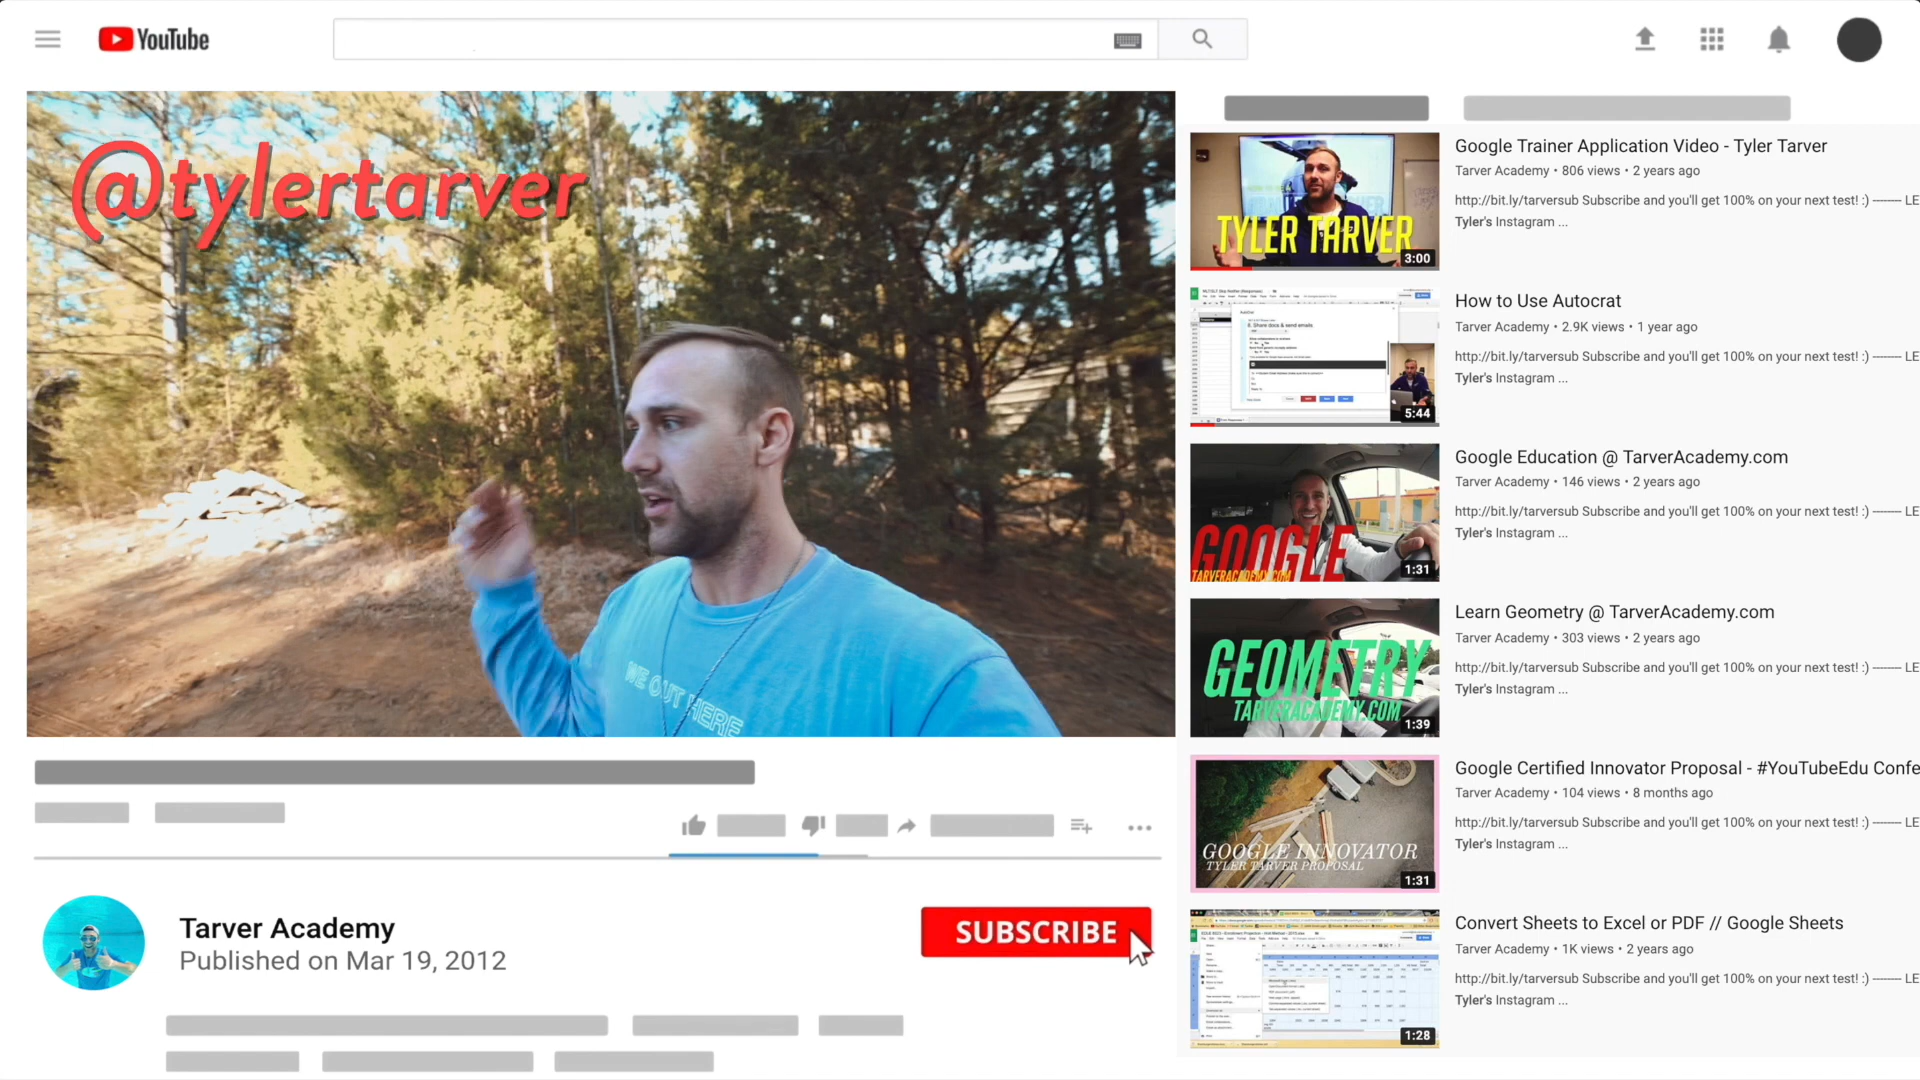 YouTube
@tylertarver
WE OUT HERE
Tarver Academy
Published on Mar 19, 2012
SUBSCRIBE
TYLER TARVER
3:00
Google Trainer Application Video - Tyler Tarver
Tarver Academy • 806 views • 2 years ago
http://bit.ly/tarversub Subscribe and you'll get 100% on your next test! :) -------- LE
Tyler's Instagram ...
8. Share docs & send emails
5:44
How to Use Autocrat
Tarver Academy • 2.9K views • 1 year ago
http://bit.ly/tarversub Subscribe and you'll get 100% on your next test! :) -------- LE
Tyler's Instagram ...
GOOGLE
TARVERACADEMY.COM
1:31
Google Education @ TarverAcademy.com
Tarver Academy • 146 views • 2 years ago
http://bit.ly/tarversub Subscribe and you'll get 100% on your next test! :) -------- LE
Tyler's Instagram ...
GEOMETRY
TARVERACADEMY.COM
1:39
Learn Geometry @ TarverAcademy.com
Tarver Academy • 303 views • 2 years ago
http://bit.ly/tarversub Subscribe and you'll get 100% on your next test! :) -------- LE
Tyler's Instagram ...
GOOGLE INNOVATOR
TYLER TARVER PROPOSAL
1:31
Google Certified Innovator Proposal - #YouTubeEdu Confe
Tarver Academy • 104 views • 8 months ago
http://bit.ly/tarversub Subscribe and you'll get 100% on your next test! :) -------- LE
Tyler's Instagram ...
1:28
Convert Sheets to Excel or PDF // Google Sheets
Tarver Academy • 1K views • 2 years ago
http://bit.ly/tarversub Subscribe and you'll get 100% on your next test! :) -------- LE
Tyler's Instagram ...